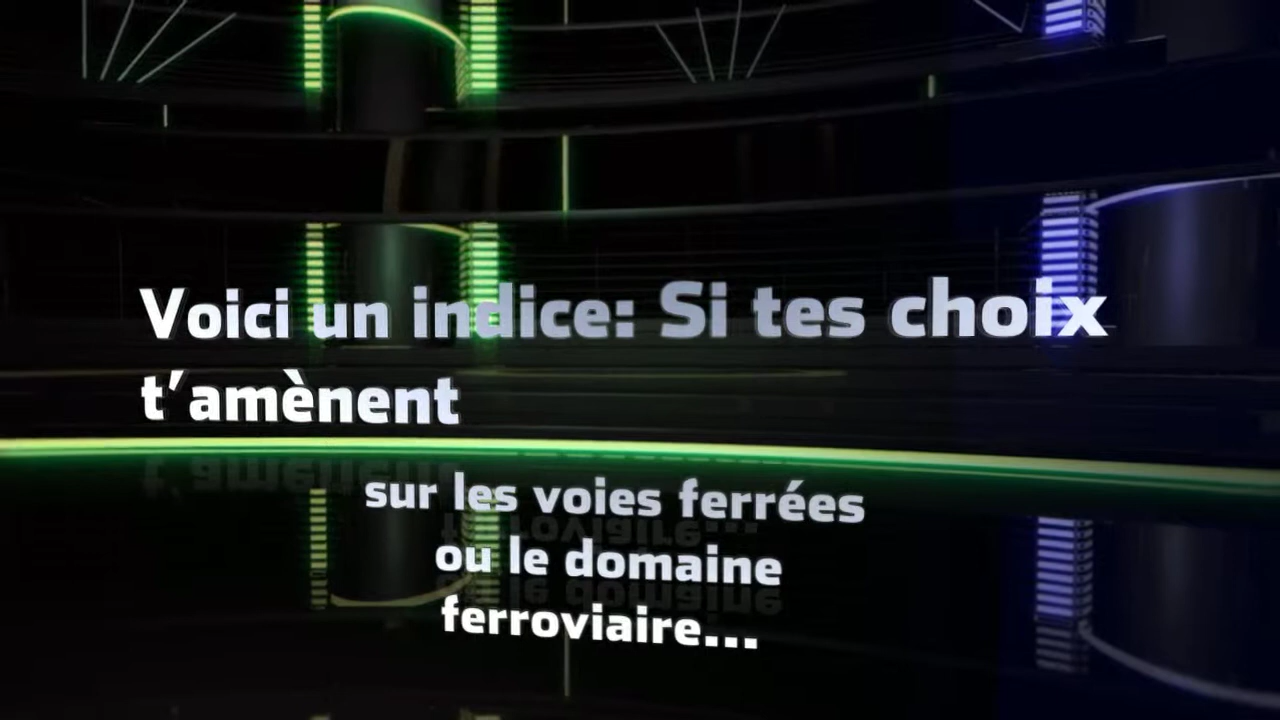 Voici un indice: Si tes choix
t’amènent
sur les voies ferrées
ou le domaine
ferroviaire...